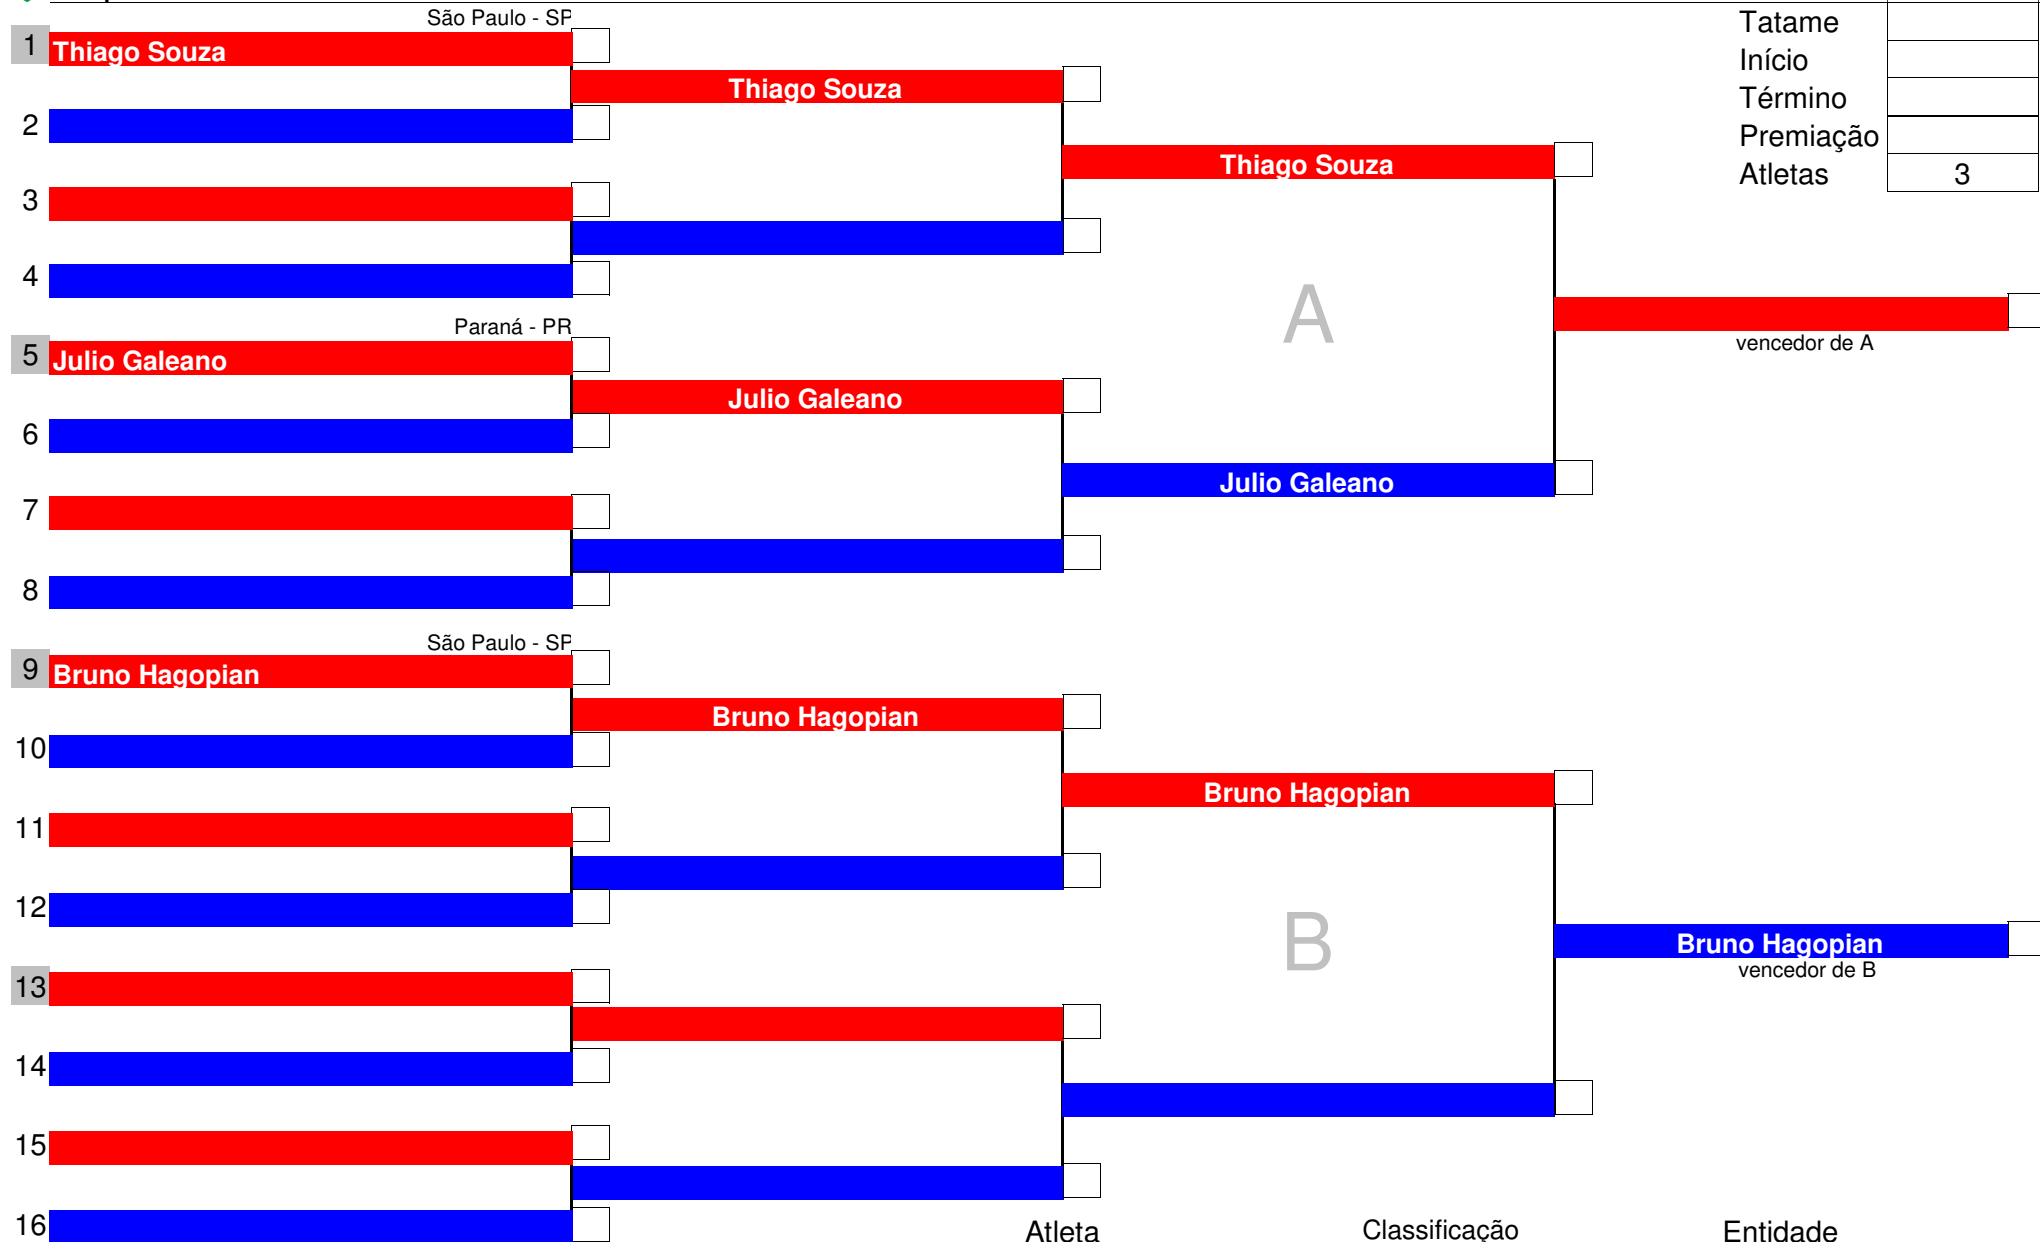 São Paulo - SP
Tatame
1 Thiago Souza
Início
Thiago Souza
Término
2
Premiação
Thiago Souza
Atletas 3
3
4
A
Paraná - PR
vencedor de A
5 Julio Galeano
Julio Galeano
6
Julio Galeano
7
8
São Paulo - SP
9 Bruno Hagopian
Bruno Hagopian
10
Bruno Hagopian
11
12
B
Bruno Hagopian
vencedor de B
13
14
15
16
Atleta Classificação Entidade